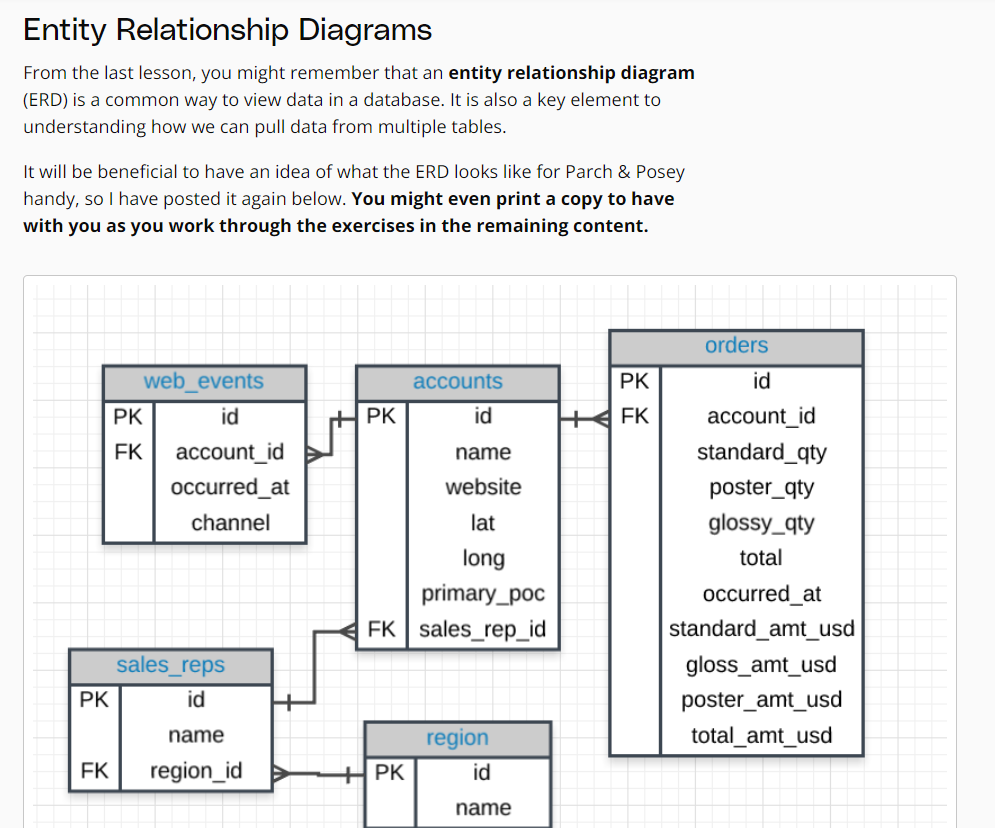 Entity Relationship Diagrams
From the last lesson, you might remember that an entity relationship diagram
(ERD) is a common way to view data in a database. It is also a key element to
understanding how we can pull data from multiple tables.
It will be beneficial to have an idea of what the ERD looks like for Parch & Posey
handy, so I have posted it again below. You might even print a copy to have
with you as you work through the exercises in the remaining content.
web_events
PK id
FK account_id
occurred_at
channel
accounts
PK id
name
website
lat
long
primary_poc
FK sales_rep_id
orders
PK id
FK account_id
standard_qty
poster_qty
glossy_qty
total
occurred_at
standard_amt_usd
gloss_amt_usd
poster_amt_usd
total_amt_usd
sales_reps
PK id
name
FK region_id
region
PK id
name